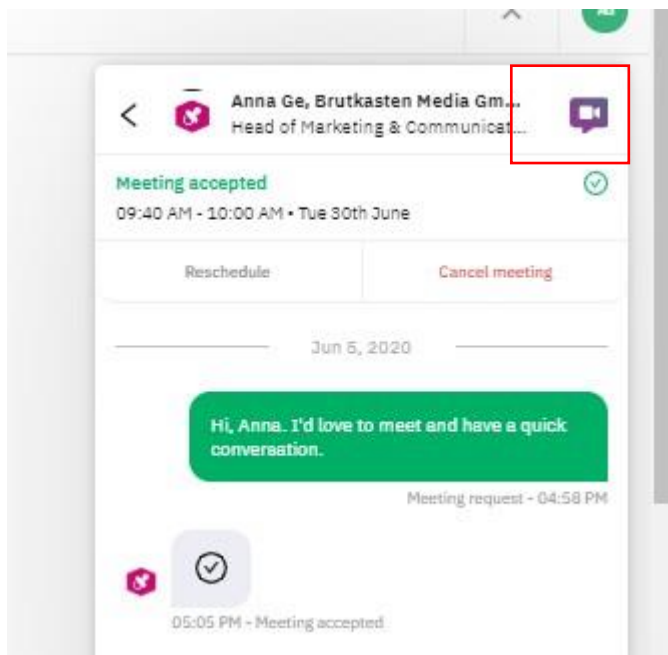 Anna Ge, Brutkasten Media Gm...
Head of Marketing & Communicat...
Meeting accepted
09:40 AM - 10:00 AM • Tue 30th June
Reschedule
Cancel meeting
Jun 5, 2020
Hi, Anna. I'd love to meet and have a quick
conversation.
Meeting request - 04:58 PM
05:05 PM - Meeting accepted